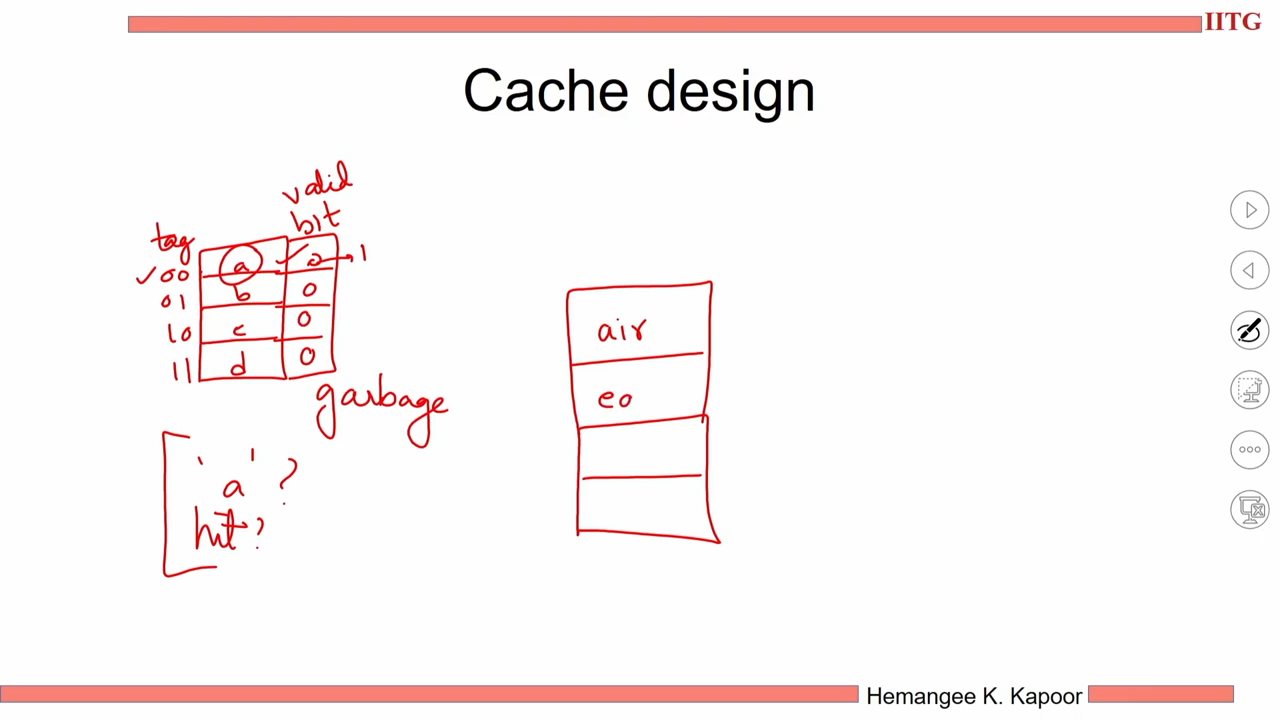 IITG
Cache design
valid
bit
tag
✓00 a ✓ 0→1
01 b 0
10 c 0
11 d 0
garbage
'a'?
hit?
air
eo
Hemangee K. Kapoor